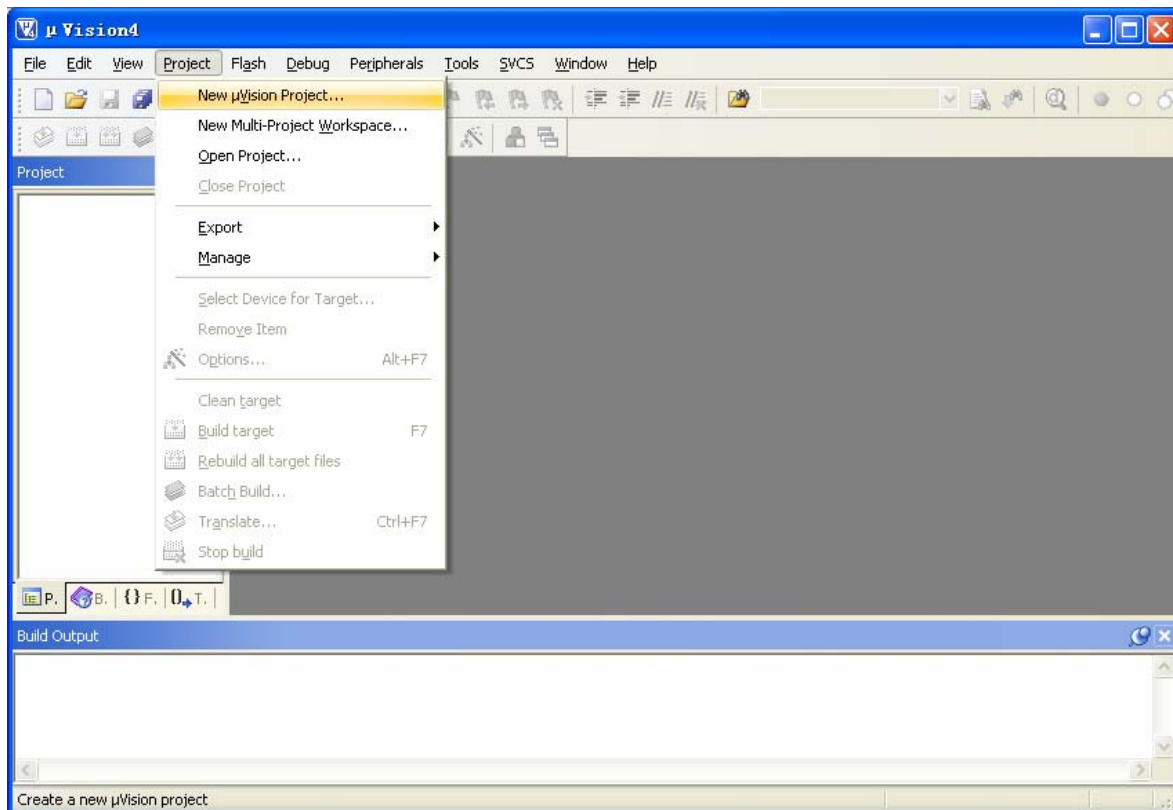 μ Vision4
File Edit View Project Flash Debug Peripherals Tools SVCS Window Help
New μVision Project...
New Multi-Project Workspace...
Open Project...
Close Project
Export
Manage
Select Device for Target...
Remove Item
Options... Alt+F7
Clean target
Build target F7
Rebuild all target files
Batch Build...
Translate... Ctrl+F7
Stop build
Project
P. B. {} F. 0 T.
Build Output
Create a new μVision project